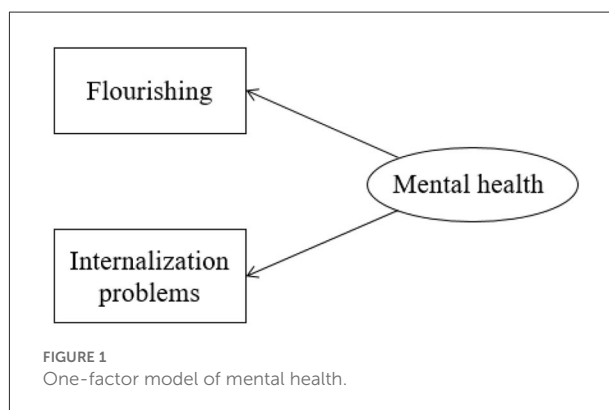 Flourishing
Mental health
Internalization
problems
FIGURE 1
One-factor model of mental health.